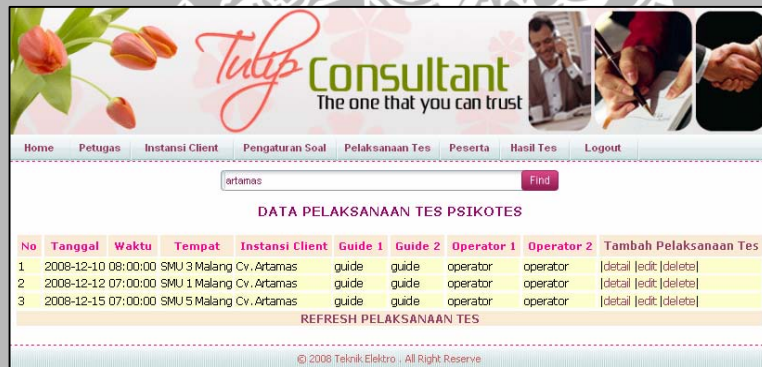 Tulip Consultant
The one that you can trust
Home Petugas Instansi Client Pengaturan Soal Pelaksanaan Tes Peserta Hasil Tes Logout
artamas Find
DATA PELAKSANAAN TES PSIKOTES
No Tanggal Waktu Tempat Instansi Client Guide 1 Guide 2 Operator 1 Operator 2 Tambah Pelaksanaan Tes
1 2008-12-10 08:00:00 SMU 3 Malang Cv. Artamas guide guide operator operator |detail |edit |delete|
2 2008-12-12 07:00:00 SMU 1 Malang Cv. Artamas guide guide operator operator |detail |edit |delete|
3 2008-12-15 07:00:00 SMU 5 Malang Cv. Artamas guide guide operator operator |detail |edit |delete|
REFRESH PELAKSANAAN TES
© 2008 Teknik Elektro . All Right Reserve